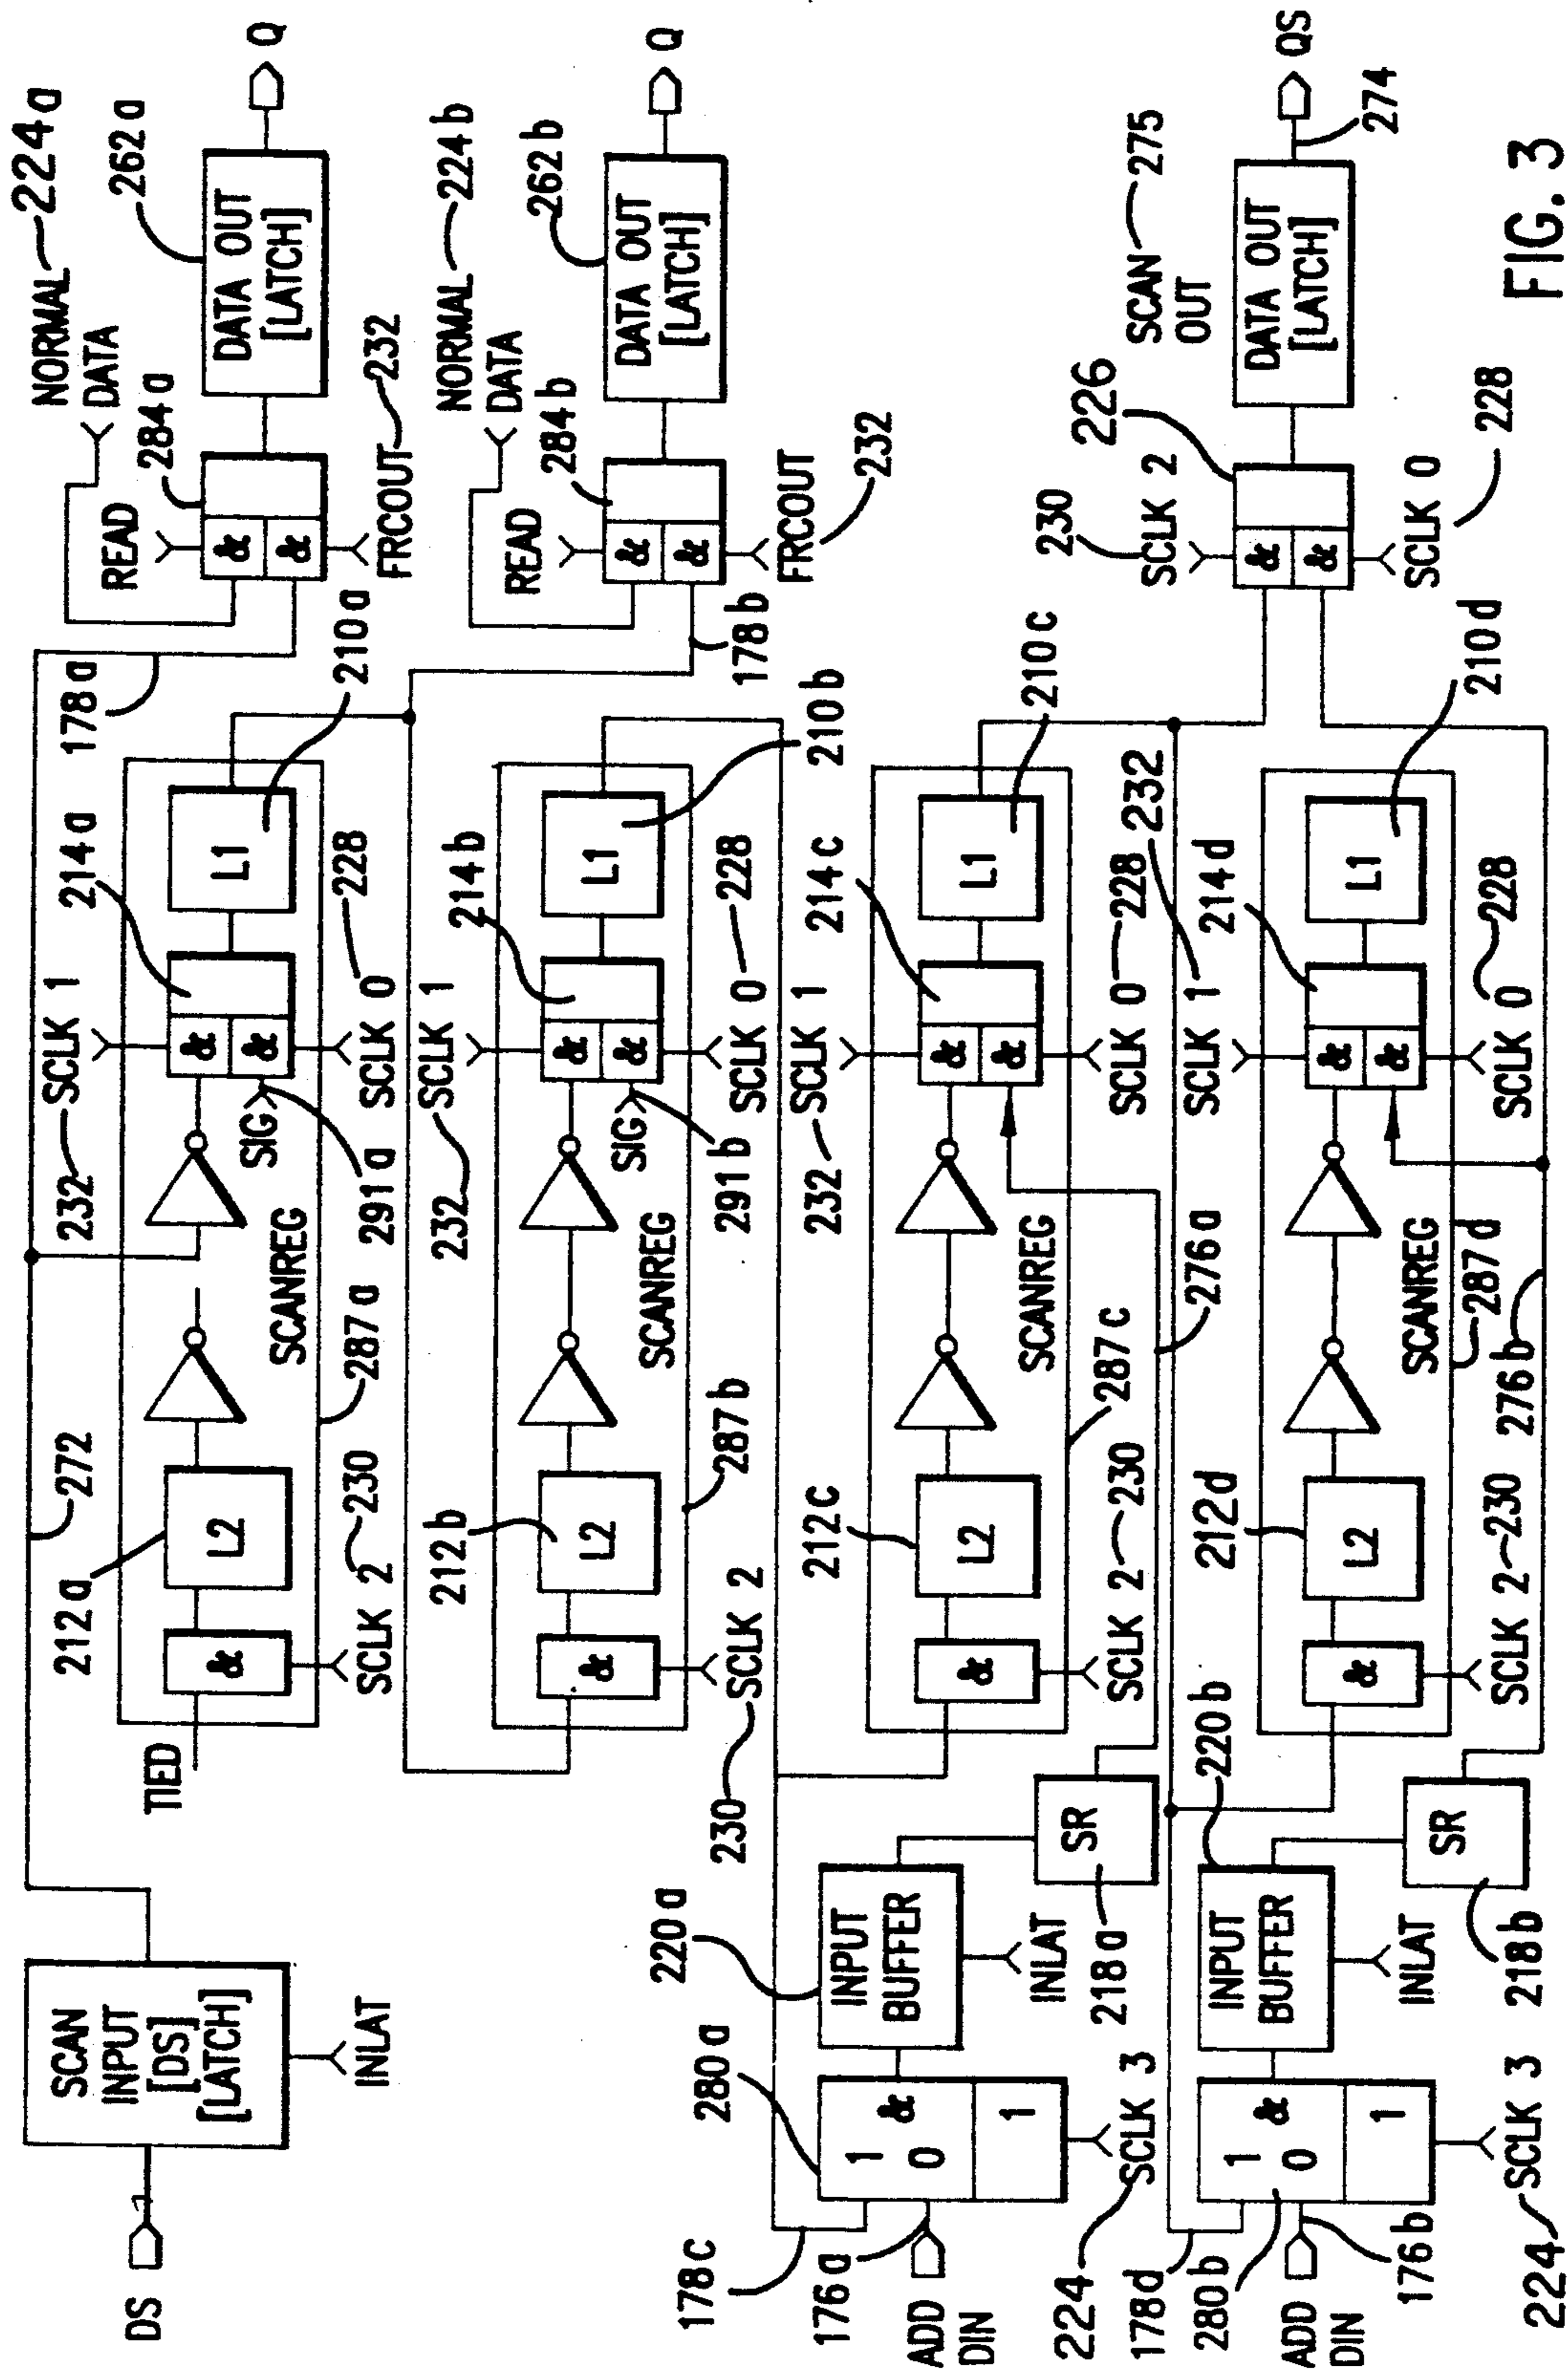 DS
SCAN
INPUT
[DS]
[LATCH]
INLAT
272
212a
TIED
&
L2
SCLK 2
230
287a
SCANREG
232
SCLK 1
214a
&
&
SIG
291a
SCLK 0
228
L1
210a
178a
READ
NORMAL
DATA
224a
284a
&
&
FRCOUT
232
DATA OUT
[LATCH]
262a
Q
212b
&
L2
SCLK 2
230
287b
SCANREG
232
SCLK 1
214b
&
&
SIG
291b
SCLK 0
228
L1
210b
178b
READ
NORMAL
DATA
224b
284b
&
&
FRCOUT
232
DATA OUT
[LATCH]
262b
Q
178c
176a
ADD
DIN
280a
1
&
0
1
SCLK 3
224
220a
INPUT
BUFFER
INLAT
SR
218a
212c
&
L2
SCLK 2
230
287c
SCANREG
276a
232
SCLK 1
214c
&
&
SCLK 0
228
L1
210c
178d
280b
ADD
DIN
176b
1
&
0
1
SCLK 3
224
220b
INPUT
BUFFER
INLAT
SR
218b
212d
&
L2
SCLK 2
230
276b
SCANREG
287d
232
SCLK 1
214d
&
&
SCLK 0
228
L1
210d
230
SCLK 2
226
&
&
SCLK 0
228
SCAN
OUT
275
DATA OUT
[LATCH]
274
QS
FIG. 3